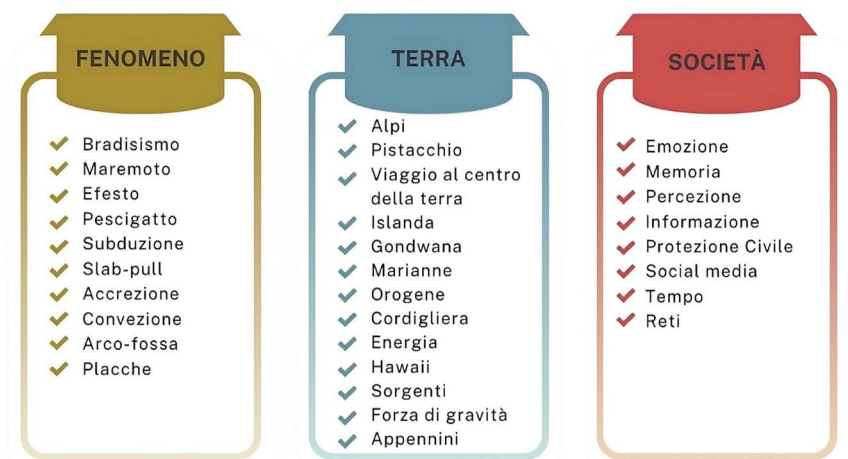 FENOMENO
Bradisismo
Maremoto
Efesto
Pescigatto
Subduzione
Slab-pull
Accrezione
Convezione
Arco-fossa
Placche
TERRA
Alpi
Pistacchio
Viaggio al centro
della terra
Islanda
Gondwana
Marianne
Orogene
Cordigliera
Energia
Hawaii
Sorgenti
Forza di gravità
Appennini
SOCIETÀ
Emozione
Memoria
Percezione
Informazione
Protezione Civile
Social media
Tempo
Reti